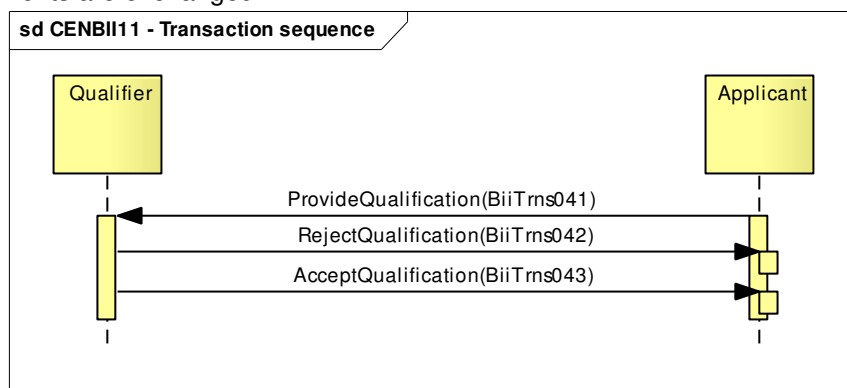 sd CENBII11 - Transaction sequence
Qualifier
Applicant
ProvideQualification(BiiTrns041)
RejectQualification(BiiTrns042)
AcceptQualification(BiiTrns043)